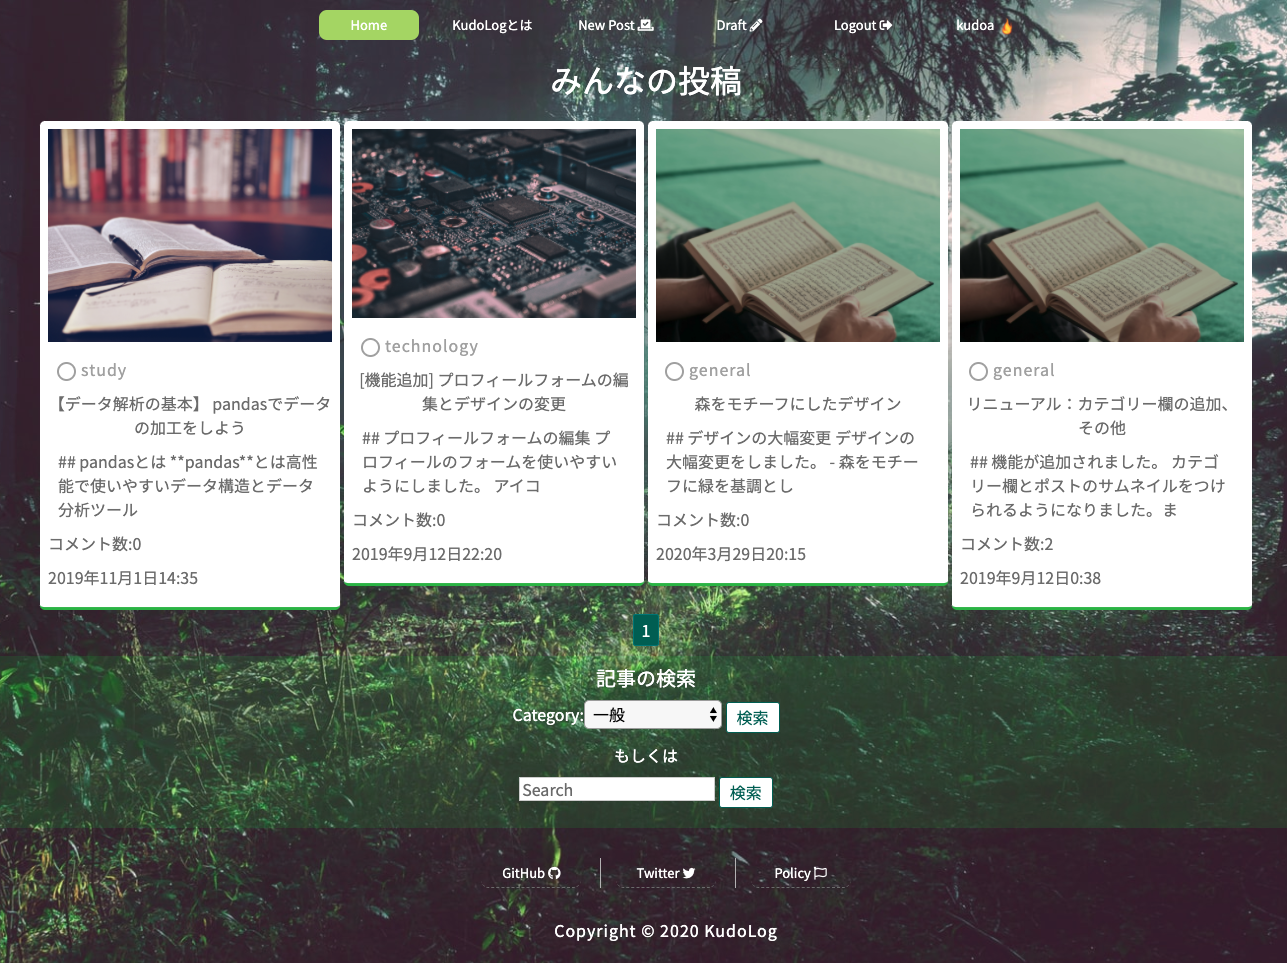 Home KudoLogとは New Post Draft Logout kudoa
みんなの投稿
study
【データ解析の基本】 pandasでデータ
の加工をしよう
## pandasとは **pandas**とは高性
能で使いやすいデータ構造とデータ
分析ツール
コメント数:0
2019年11月1日14:35
technology
[機能追加] プロフィールフォームの編
集とデザインの変更
## プロフィールフォームの編集 プ
ロフィールのフォームを使いやすい
ようにしました。 アイコ
コメント数:0
2019年9月12日22:20
general
森をモチーフにしたデザイン
## デザインの大幅変更 デザインの
大幅変更をしました。 - 森をモチー
フに緑を基調とし
コメント数:0
2020年3月29日20:15
general
リニューアル：カテゴリー欄の追加、
その他
## 機能が追加されました。 カテゴ
リー欄とポストのサムネイルをつけ
られるようになりました。ま
コメント数:2
2019年9月12日0:38
1
記事の検索
Category: 一般 検索
もしくは
Search 検索
GitHub Twitter Policy
Copyright © 2020 KudoLog